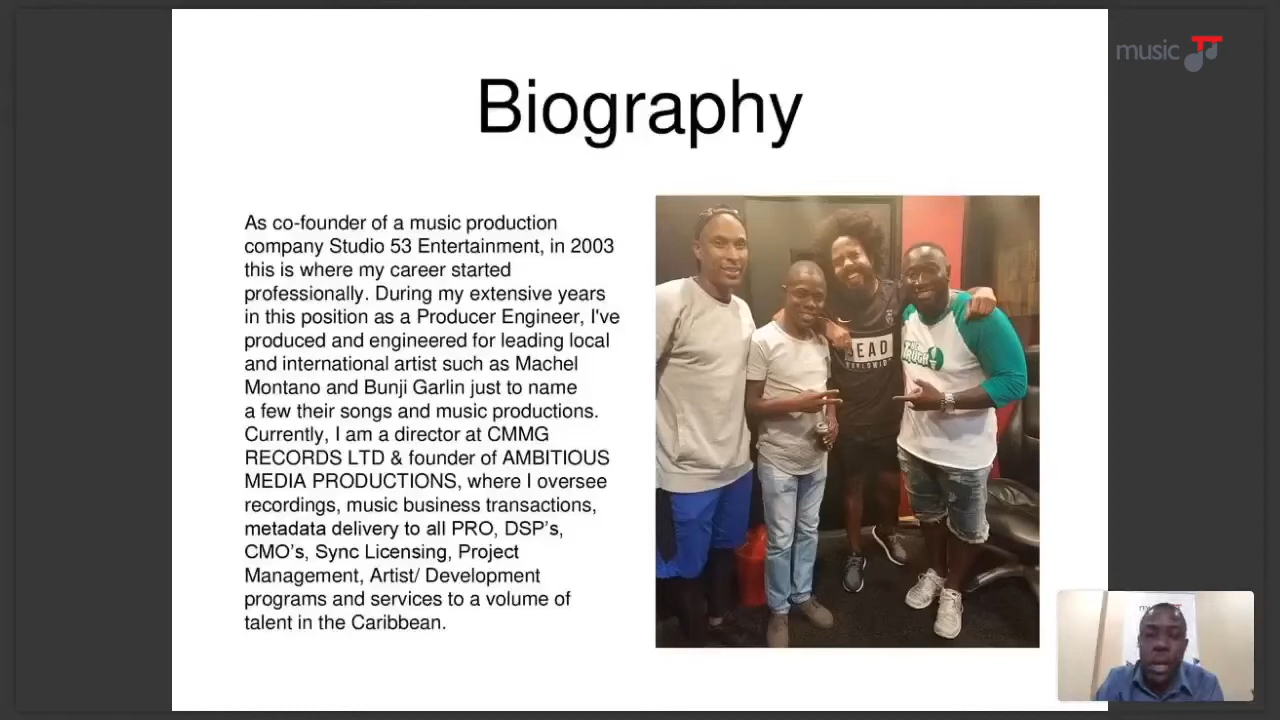 music TT
Biography
As co-founder of a music production
company Studio 53 Entertainment, in 2003
this is where my career started
professionally. During my extensive years
in this position as a Producer Engineer, I've
produced and engineered for leading local
and international artist such as Machel
Montano and Bunji Garlin just to name
a few their songs and music productions.
Currently, I am a director at CMMG
RECORDS LTD & founder of AMBITIOUS
MEDIA PRODUCTIONS, where I oversee
recordings, music business transactions,
metadata delivery to all PRO, DSP’s,
CMO’s, Sync Licensing, Project
Management, Artist/ Development
programs and services to a volume of
talent in the Caribbean.